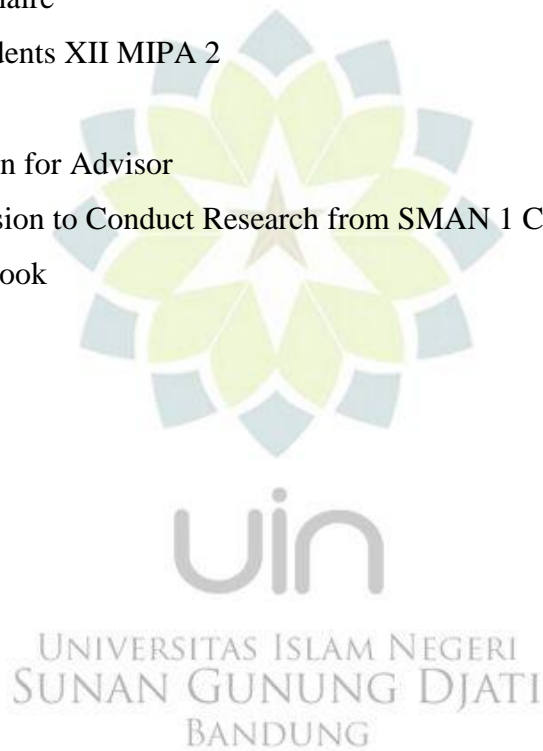 naire
dents XII MIPA 2
n for Advisor
sion to Conduct Research from SMAN 1 C
ook
uin
UNIVERSITAS ISLAM NEGERI
SUNAN GUNUNG DJATI
BANDUNG